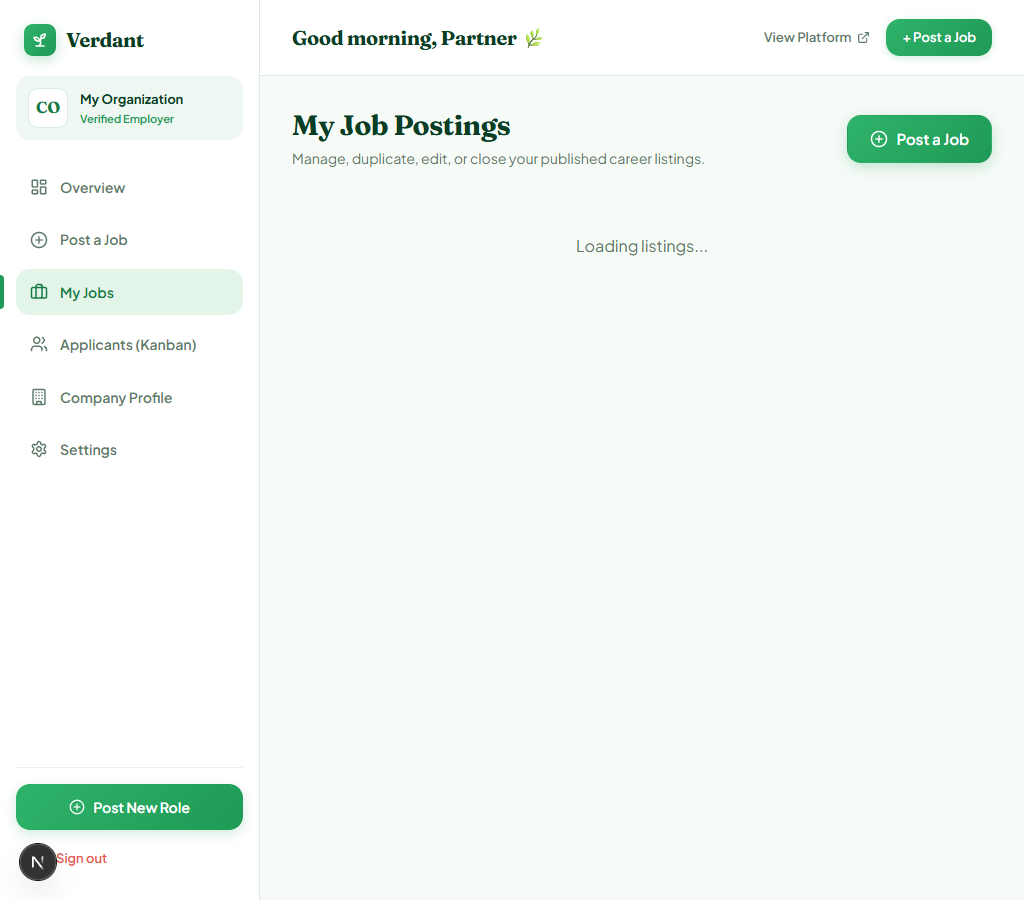 Verdant
CO
My Organization
Verified Employer
Overview
Post a Job
My Jobs
Applicants (Kanban)
Company Profile
Settings
Post New Role
N
Sign out
Good morning, Partner 🌿
View Platform
+ Post a Job
My Job Postings
Manage, duplicate, edit, or close your published career listings.
Post a Job
Loading listings...